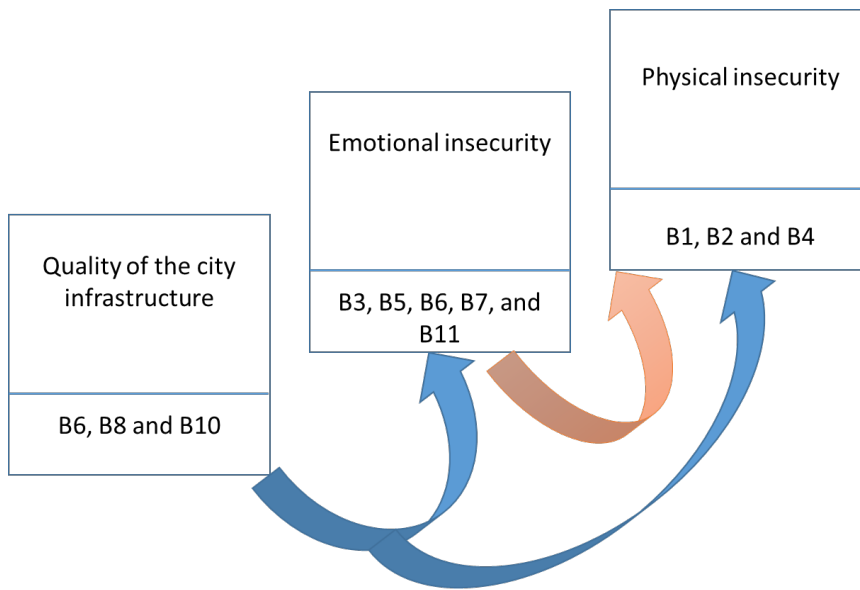 Quality of the city
infrastructure
B6, B8 and B10
Emotional insecurity
B3, B5, B6, B7, and
B11
Physical insecurity
B1, B2 and B4